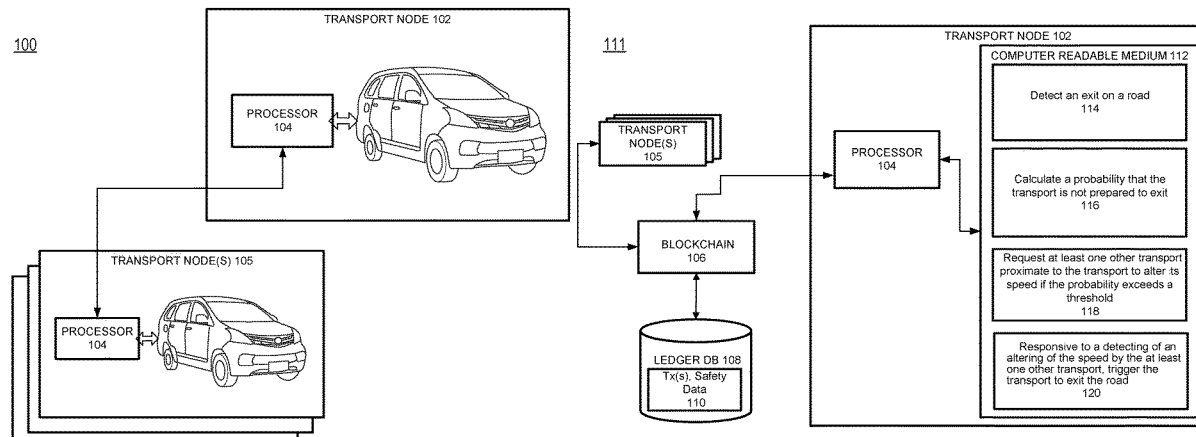 100
TRANSPORT NODE 102
PROCESSOR
104
TRANSPORT NODE(S) 105
PROCESSOR
104
111
TRANSPORT
NODE(S)
105
BLOCKCHAIN
106
LEDGER DB 108
Tx(s), Safety
Data
110
TRANSPORT NODE 102
PROCESSOR
104
COMPUTER READABLE MEDIUM 112
Detect an exit on a road
114
Calculate a probability that the
transport is not prepared to exit
116
Request at least one other transport
proximate to the transport to alter its
speed if the probability exceeds a
threshold
118
Responsive to a detecting of an
altering of the speed by the at least
one other transport, trigger the
transport to exit the road
120